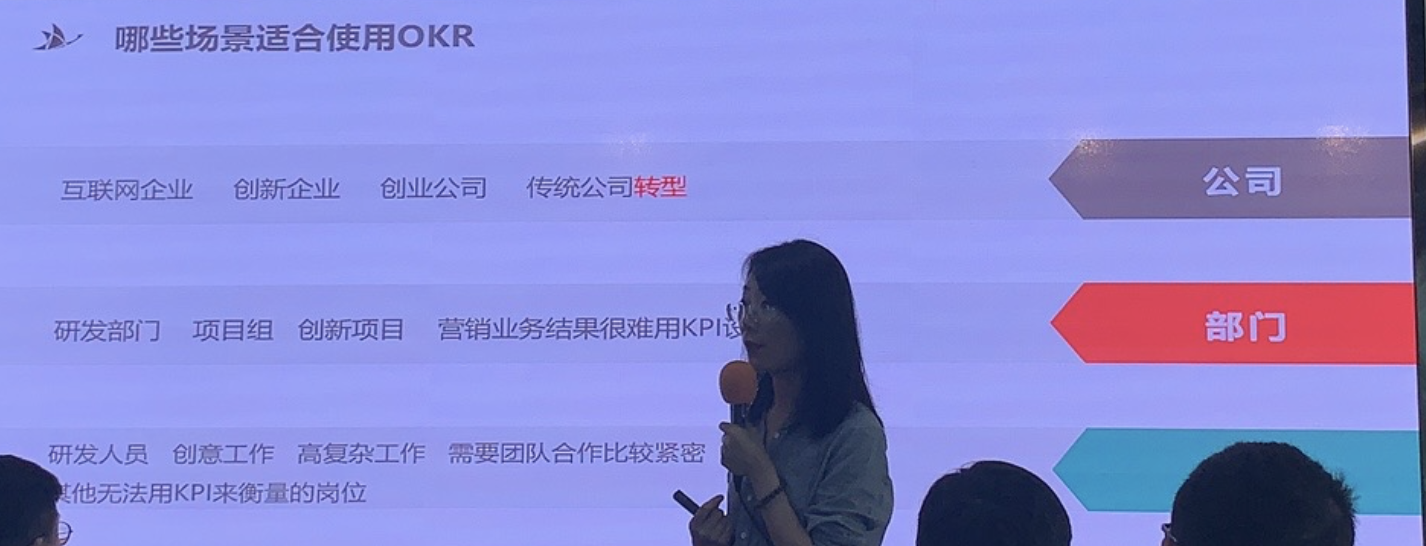 哪些场景适合使用OKR
互联网企业 创新企业 创业公司 传统公司转型
公司
研发部门 项目组 创新项目 营销业务结果很难用KPI设
部门
研发人员 创意工作 高复杂工作 需要团队合作比较紧密
其他无法用KPI来衡量的岗位